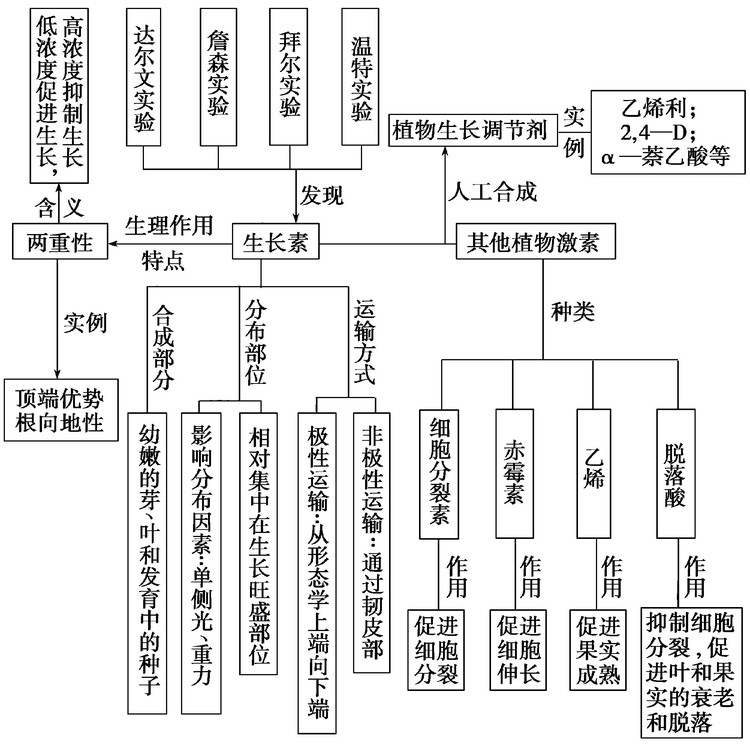 低浓度促进生长，
高浓度抑制生长
达尔文实验
詹森实验
拜尔实验
温特实验
植物生长调节剂
实例
乙烯利；
2,4—D；
α—萘乙酸等
含义
发现
人工合成
两重性
生理作用
特点
生长素
其他植物激素
实例
合成部分
分布部位
运输方式
种类
顶端优势
根向地性
幼嫩的芽、叶和发育中的种子
影响分布因素：单侧光、重力
相对集中在生长旺盛部位
极性运输：从形态学上端向下端
非极性运输：通过韧皮部
细胞分裂素
赤霉素
乙烯
脱落酸
作用
作用
作用
作用
促进
细胞
分裂
促进
细胞
伸长
促进
果实
成熟
抑制细胞
分裂，促
进叶和果
实的衰老
和脱落